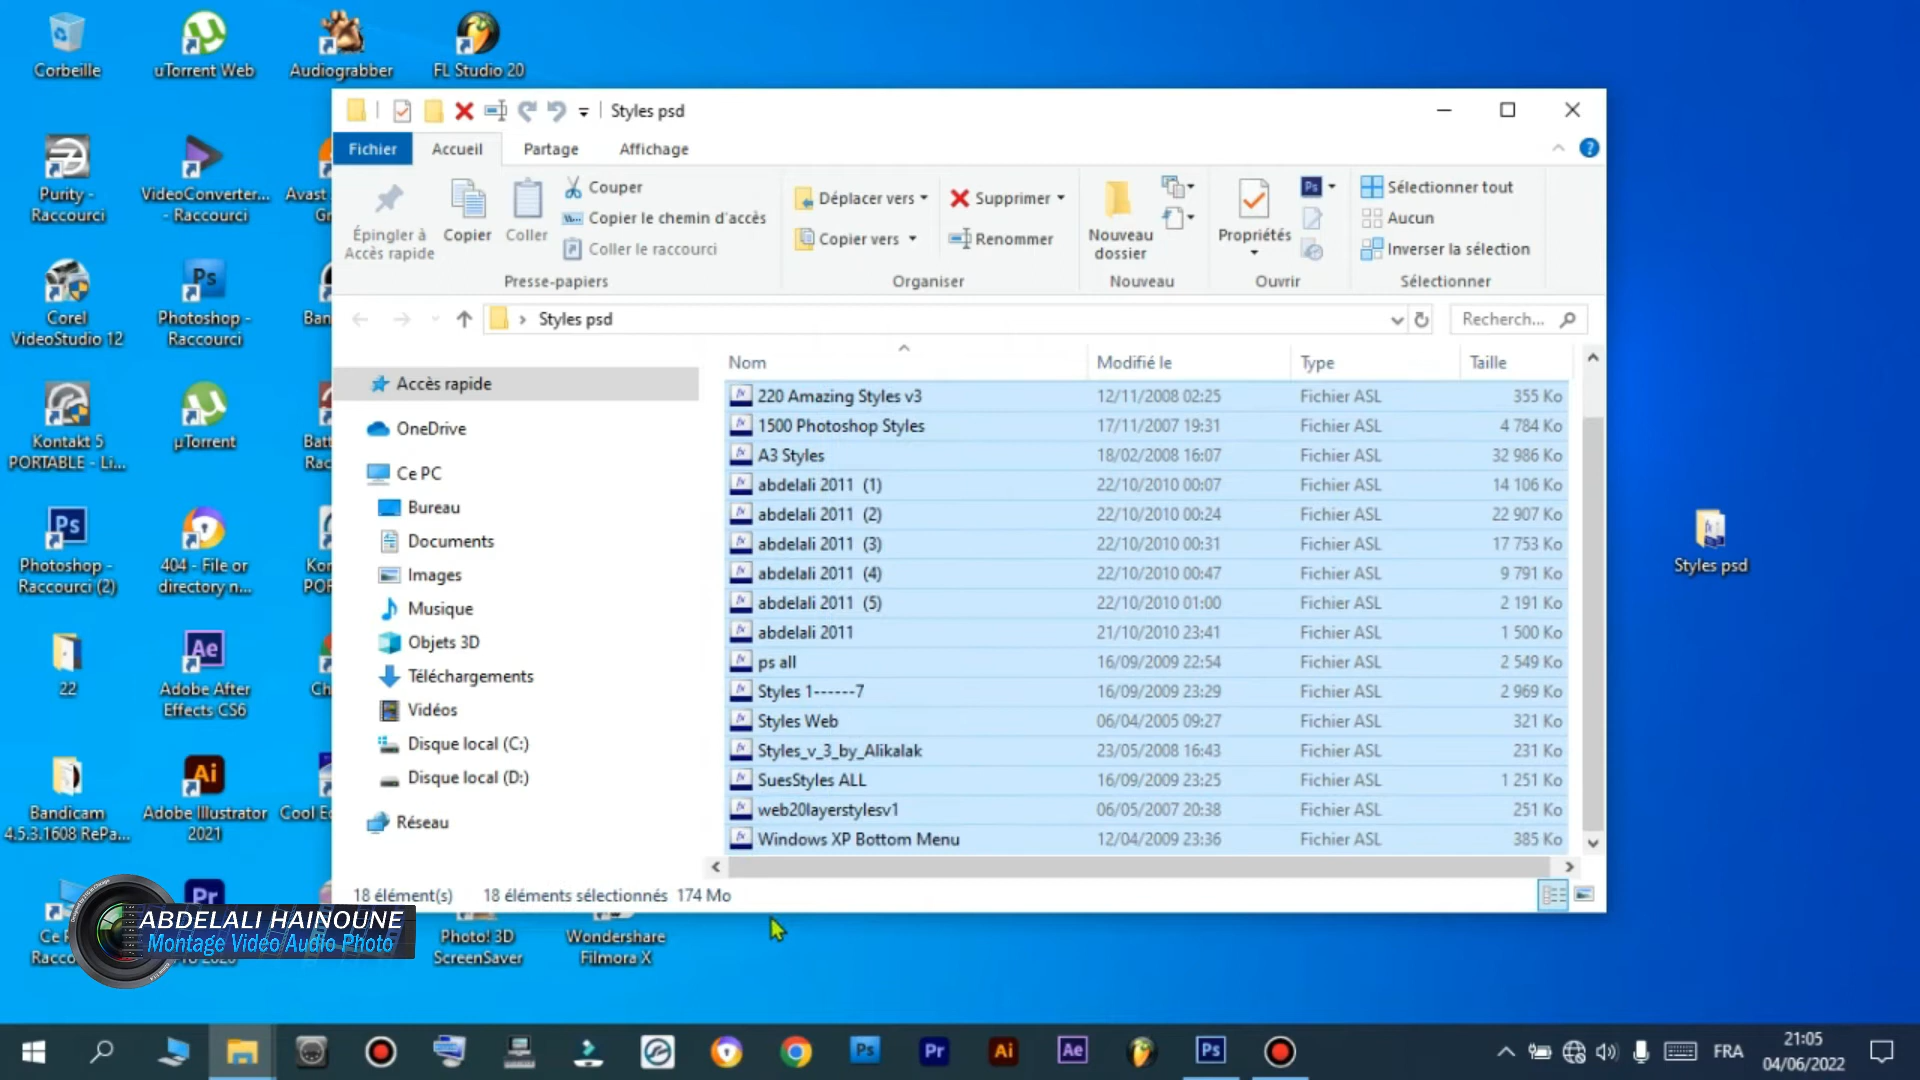 Corbeille
uTorrent Web
Audiograbber
FL Studio 20
Purity -
Raccourci
VideoConverter...
- Raccourci
Avast
Gr
Corel
VideoStudio 12
Photoshop -
Raccourci
Ban
Kontakt 5
PORTABLE - Li...
µTorrent
Batt
Rac
Photoshop -
Raccourci (2)
404 - File or
directory n...
Kon
POR
22
Adobe After
Effects CS6
Ch
Bandicam
4.5.3.1608 RePa...
Adobe Illustrator
2021
Cool E
Ce P
Racco
Photo! 3D
ScreenSaver
Wondershare
Filmora X
Styles psd
Styles psd
Fichier
Accueil
Partage
Affichage
Épingler à
Accès rapide
Copier
Coller
Couper
Copier le chemin d'accès
Coller le raccourci
Presse-papiers
Déplacer vers
Copier vers
Supprimer
Renommer
Organiser
Nouveau
dossier
Nouveau
Propriétés
Ouvrir
Sélectionner tout
Aucun
Inverser la sélection
Sélectionner
Styles psd
Recherch...
Accès rapide
OneDrive
Ce PC
Bureau
Documents
Images
Musique
Objets 3D
Téléchargements
Vidéos
Disque local (C:)
Disque local (D:)
Réseau
Nom Modifié le Type Taille
220 Amazing Styles v3 12/11/2008 02:25 Fichier ASL 355 Ko
1500 Photoshop Styles 17/11/2007 19:31 Fichier ASL 4 784 Ko
A3 Styles 18/02/2008 16:07 Fichier ASL 32 986 Ko
abdelali 2011 (1) 22/10/2010 00:07 Fichier ASL 14 106 Ko
abdelali 2011 (2) 22/10/2010 00:24 Fichier ASL 22 907 Ko
abdelali 2011 (3) 22/10/2010 00:31 Fichier ASL 17 753 Ko
abdelali 2011 (4) 22/10/2010 00:47 Fichier ASL 9 791 Ko
abdelali 2011 (5) 22/10/2010 01:00 Fichier ASL 2 191 Ko
abdelali 2011 21/10/2010 23:41 Fichier ASL 1 500 Ko
ps all 16/09/2009 22:54 Fichier ASL 2 549 Ko
Styles 1------7 16/09/2009 23:29 Fichier ASL 2 969 Ko
Styles Web 06/04/2005 09:27 Fichier ASL 321 Ko
Styles_v_3_by_Alikalak 23/05/2008 16:43 Fichier ASL 231 Ko
SuesStyles ALL 16/09/2009 23:25 Fichier ASL 1 251 Ko
web20layerstylesv1 06/05/2007 20:38 Fichier ASL 251 Ko
Windows XP Bottom Menu 12/04/2009 23:36 Fichier ASL 385 Ko
18 élément(s) 18 éléments sélectionnés 174 Mo
ABDELALI HAINOUNE
Montage Video Audio Photo
FRA
21:05
04/06/2022